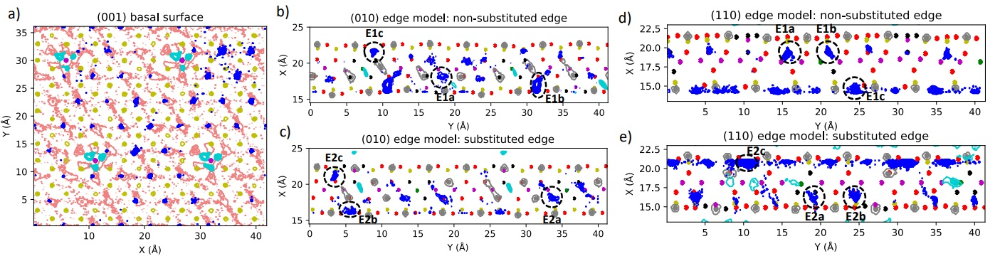 a)
(001) basal surface
35
30
25
20
15
10
5
Y (Å)
10
20
30
40
X (Å)
b)
(010) edge model: non-substituted edge
E1c
25
20
15
X (Å)
E1a
E1b
0
5
10
15
20
25
30
35
40
Y (Å)
c)
(010) edge model: substituted edge
E2c
25
20
15
X (Å)
E2b
E2a
0
5
10
15
20
25
30
35
40
Y (Å)
d)
(110) edge model: non-substituted edge
E1a
E1b
22.5
20.0
17.5
15.0
X (Å)
E1c
5
10
15
20
25
30
35
40
Y (Å)
e)
(110) edge model: substituted edge
E2c
22.5
20.0
17.5
15.0
X (Å)
E2a
E2b
5
10
15
20
25
30
35
40
Y (Å)